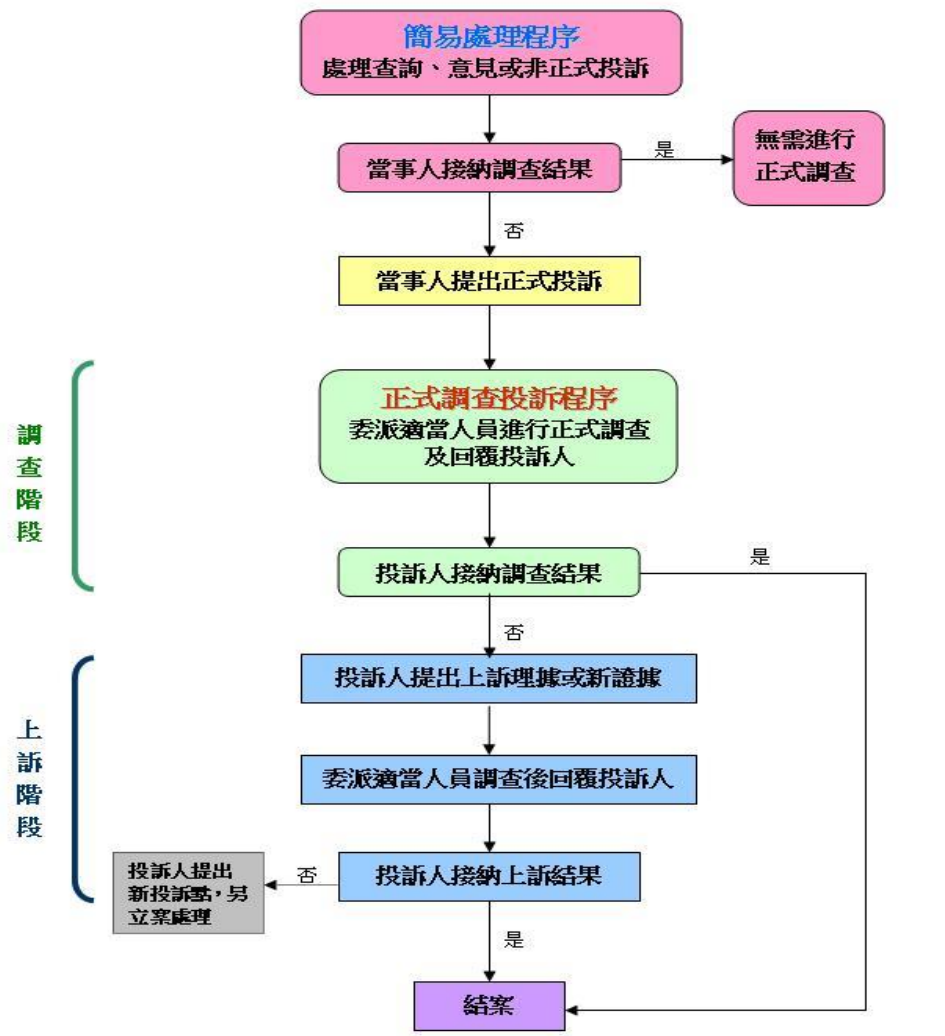 簡易處理程序
處理查詢、意見或非正式投訴
當事人接納調查結果
是
無需進行
正式調查
否
當事人提出正式投訴
調查階段
正式調查投訴程序
委派適當人員進行正式調查
及回覆投訴人
投訴人接納調查結果
是
否
上訴階段
投訴人提出上訴理據或新證據
委派適當人員調查後回覆投訴人
投訴人接納上訴結果
否
投訴人提出
新投訴點，另
立案處理
是
結案